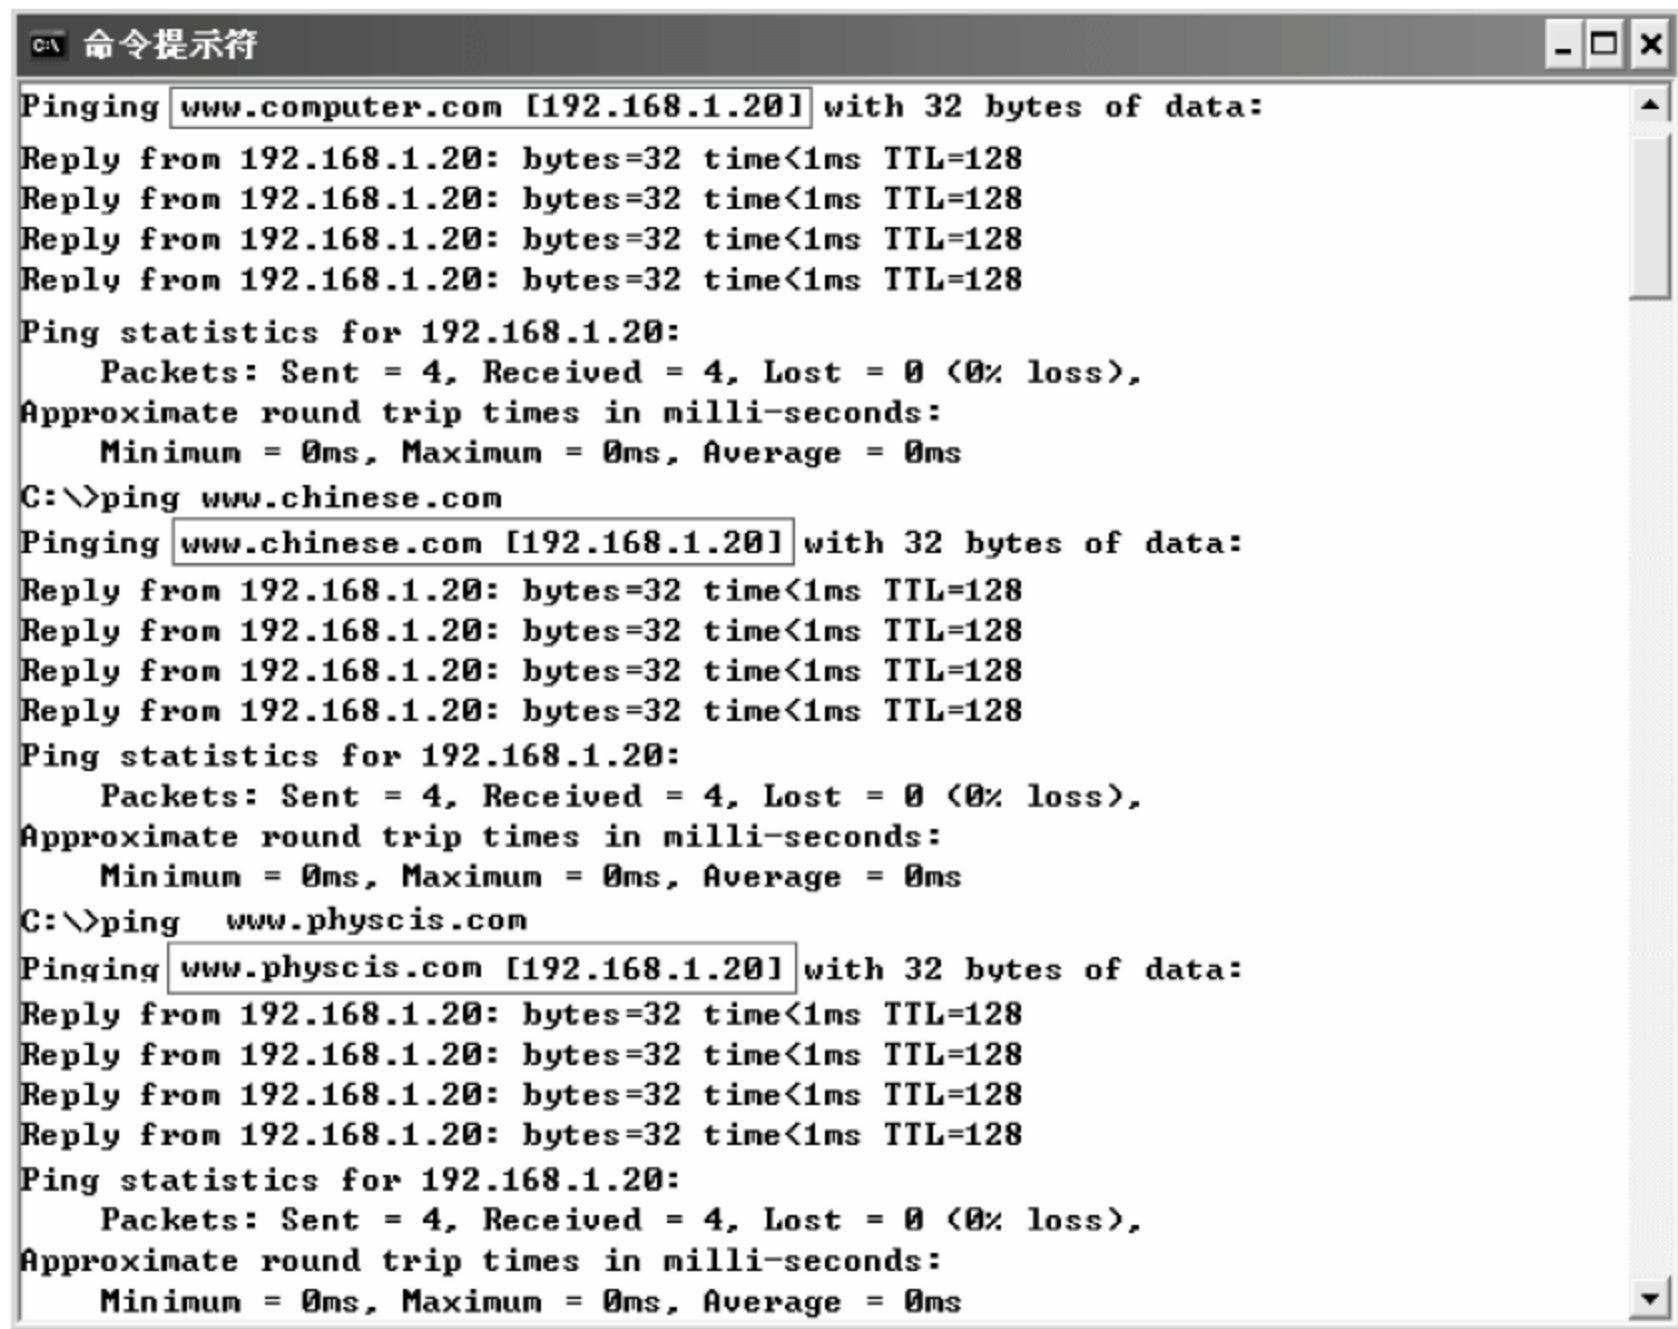 C:\ 命令提示符
Pinging www.computer.com [192.168.1.20] with 32 bytes of data:
Reply from 192.168.1.20: bytes=32 time<1ms TTL=128
Reply from 192.168.1.20: bytes=32 time<1ms TTL=128
Reply from 192.168.1.20: bytes=32 time<1ms TTL=128
Reply from 192.168.1.20: bytes=32 time<1ms TTL=128
Ping statistics for 192.168.1.20:
    Packets: Sent = 4, Received = 4, Lost = 0 (0% loss),
Approximate round trip times in milli-seconds:
    Minimum = 0ms, Maximum = 0ms, Average = 0ms
C:\>ping www.chinese.com
Pinging www.chinese.com [192.168.1.20] with 32 bytes of data:
Reply from 192.168.1.20: bytes=32 time<1ms TTL=128
Reply from 192.168.1.20: bytes=32 time<1ms TTL=128
Reply from 192.168.1.20: bytes=32 time<1ms TTL=128
Reply from 192.168.1.20: bytes=32 time<1ms TTL=128
Ping statistics for 192.168.1.20:
    Packets: Sent = 4, Received = 4, Lost = 0 (0% loss),
Approximate round trip times in milli-seconds:
    Minimum = 0ms, Maximum = 0ms, Average = 0ms
C:\>ping www.physcis.com
Pinging www.physcis.com [192.168.1.20] with 32 bytes of data:
Reply from 192.168.1.20: bytes=32 time<1ms TTL=128
Reply from 192.168.1.20: bytes=32 time<1ms TTL=128
Reply from 192.168.1.20: bytes=32 time<1ms TTL=128
Reply from 192.168.1.20: bytes=32 time<1ms TTL=128
Ping statistics for 192.168.1.20:
    Packets: Sent = 4, Received = 4, Lost = 0 (0% loss),
Approximate round trip times in milli-seconds:
    Minimum = 0ms, Maximum = 0ms, Average = 0ms